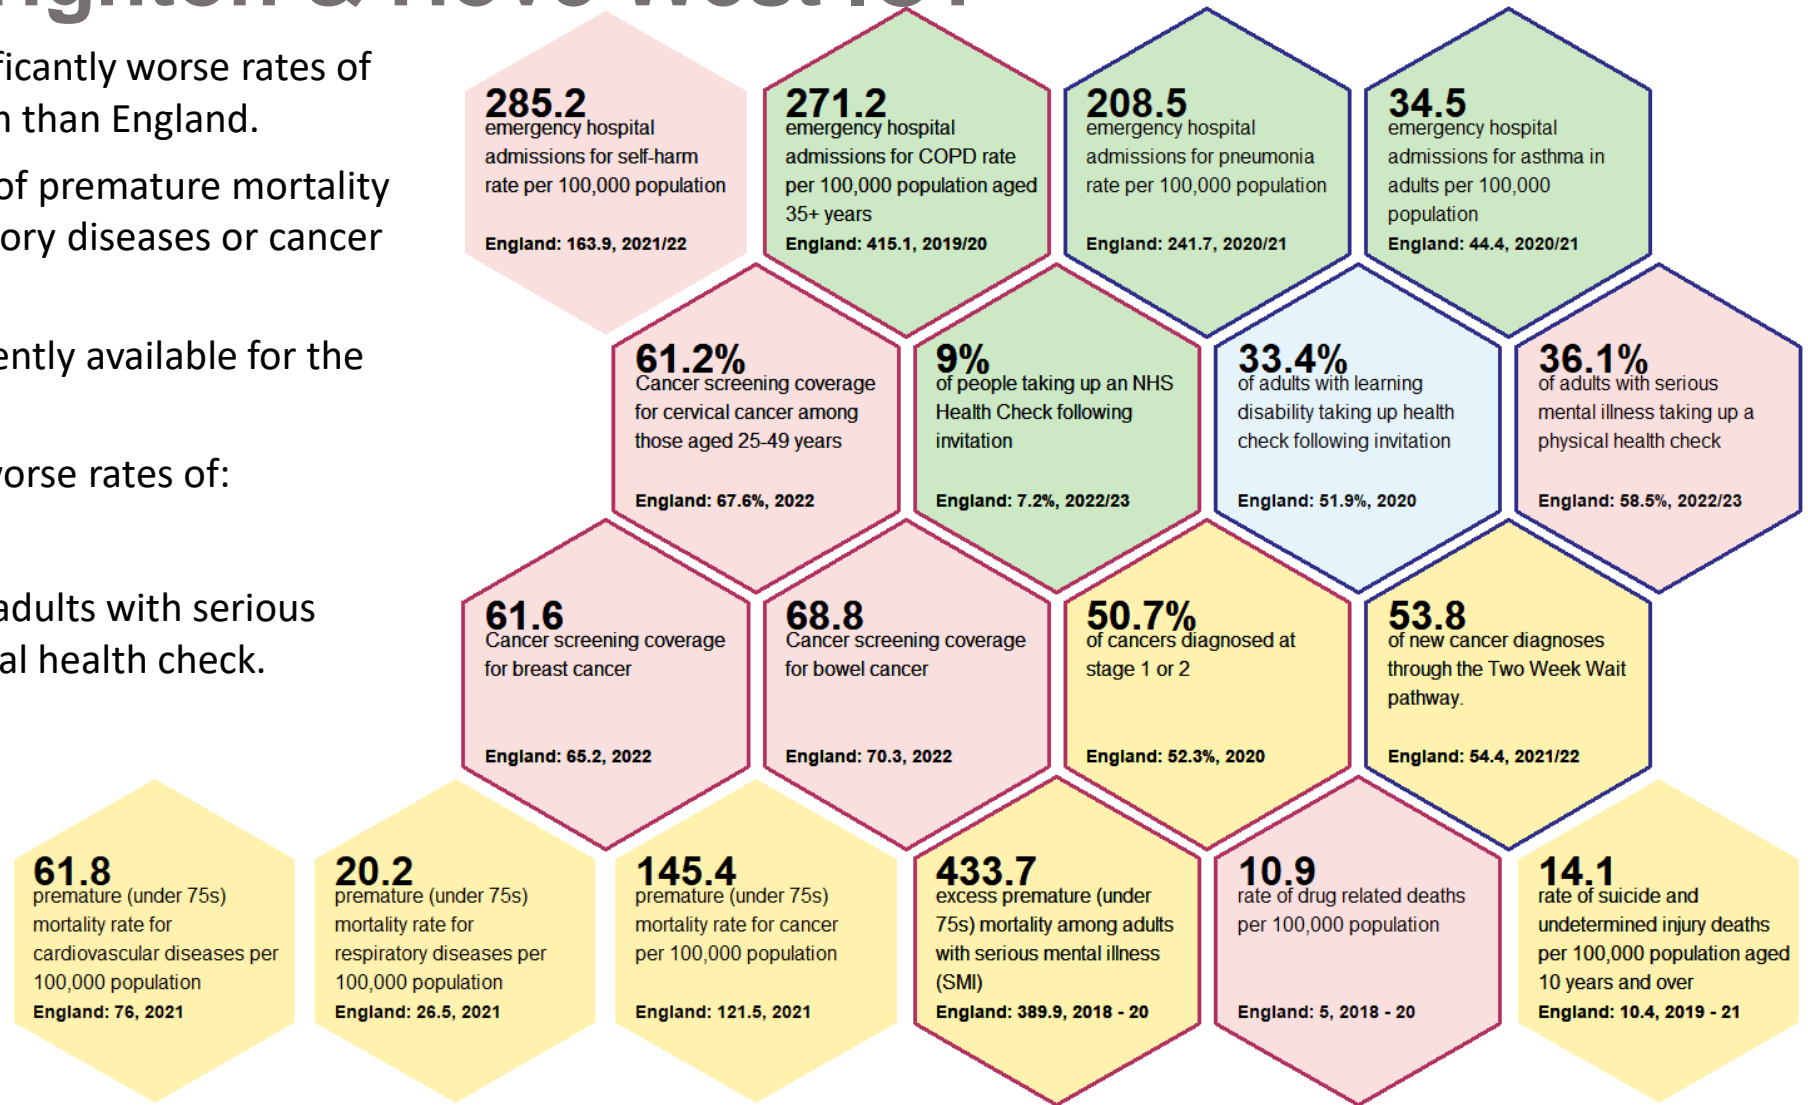 ighton & Hove West ICT
ficantly worse rates of
than England.
of premature mortality
ory diseases or cancer
ently available for the
orse rates of:
adults with serious
al health check.
285.2
emergency hospital
admissions for self-harm
rate per 100,000 population
England: 163.9, 2021/22
271.2
emergency hospital
admissions for COPD rate
per 100,000 population aged
35+ years
England: 415.1, 2019/20
208.5
emergency hospital
admissions for pneumonia
rate per 100,000 population
England: 241.7, 2020/21
34.5
emergency hospital
admissions for asthma in
adults per 100,000
population
England: 44.4, 2020/21
61.2%
Cancer screening coverage
for cervical cancer among
those aged 25-49 years
England: 67.6%, 2022
9%
of people taking up an NHS
Health Check following
invitation
England: 7.2%, 2022/23
33.4%
of adults with learning
disability taking up health
check following invitation
England: 51.9%, 2020
36.1%
of adults with serious
mental illness taking up a
physical health check
England: 58.5%, 2022/23
61.6
Cancer screening coverage
for breast cancer
England: 65.2, 2022
68.8
Cancer screening coverage
for bowel cancer
England: 70.3, 2022
50.7%
of cancers diagnosed at
stage 1 or 2
England: 52.3%, 2020
53.8
of new cancer diagnoses
through the Two Week Wait
pathway.
England: 54.4, 2021/22
61.8
premature (under 75s)
mortality rate for
cardiovascular diseases per
100,000 population
England: 76, 2021
20.2
premature (under 75s)
mortality rate for
respiratory diseases per
100,000 population
England: 26.5, 2021
145.4
premature (under 75s)
mortality rate for cancer
per 100,000 population
England: 121.5, 2021
433.7
excess premature (under
75s) mortality among adults
with serious mental illness
(SMI)
England: 389.9, 2018 - 20
10.9
rate of drug related deaths
per 100,000 population
England: 5, 2018 - 20
14.1
rate of suicide and
undetermined injury deaths
per 100,000 population aged
10 years and over
England: 10.4, 2019 - 21